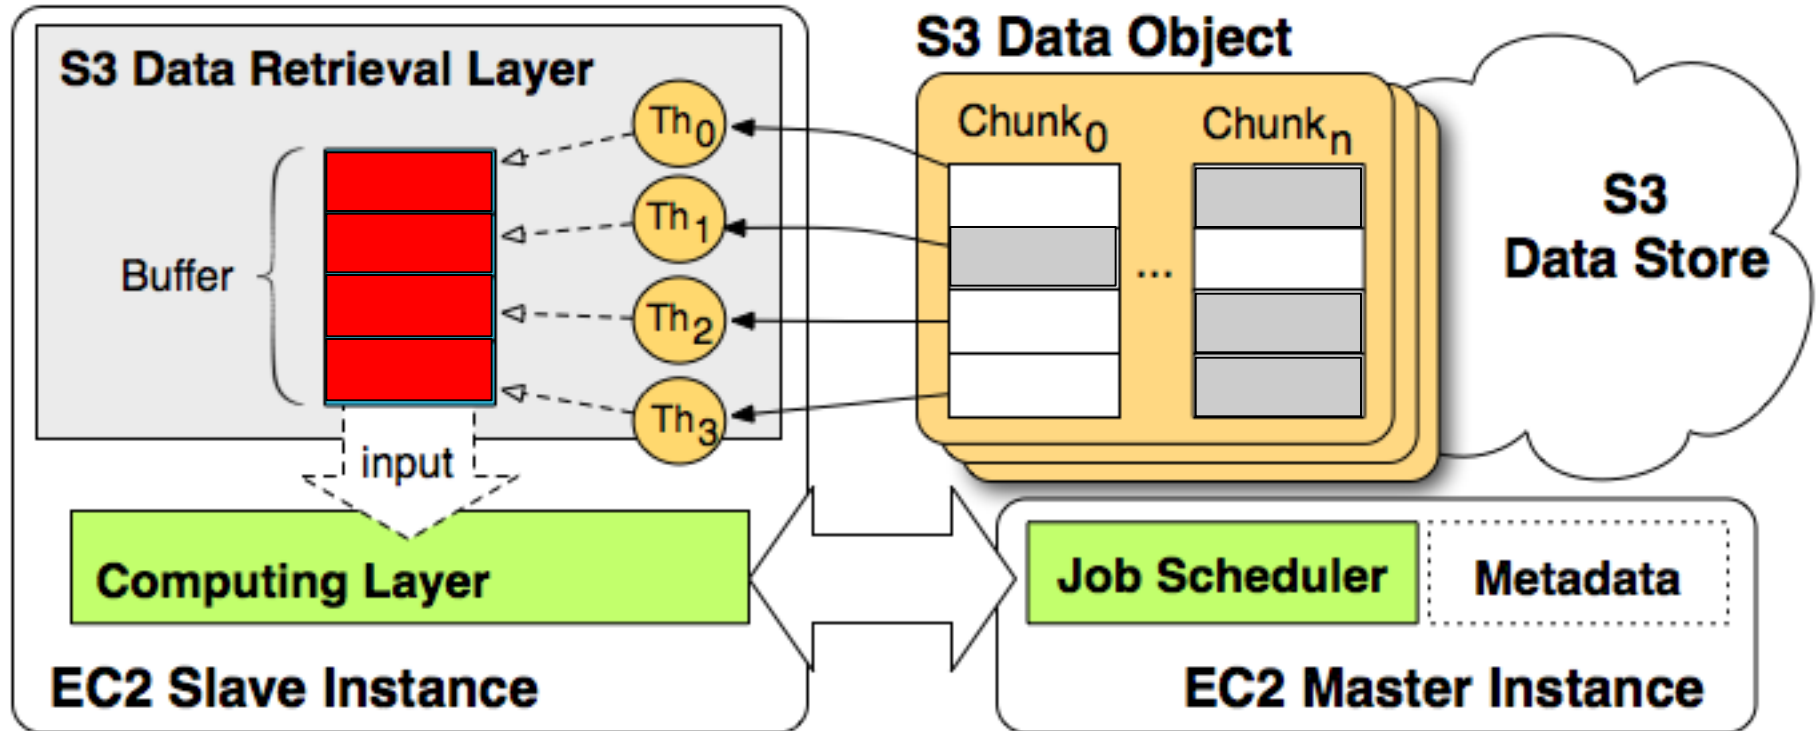 S3 Data Retrieval Layer
Th0
Th1
Th2
Th3
Buffer
input
Computing Layer
EC2 Slave Instance
S3 Data Object
Chunk0
...
Chunkn
S3
Data Store
Job Scheduler
Metadata
EC2 Master Instance